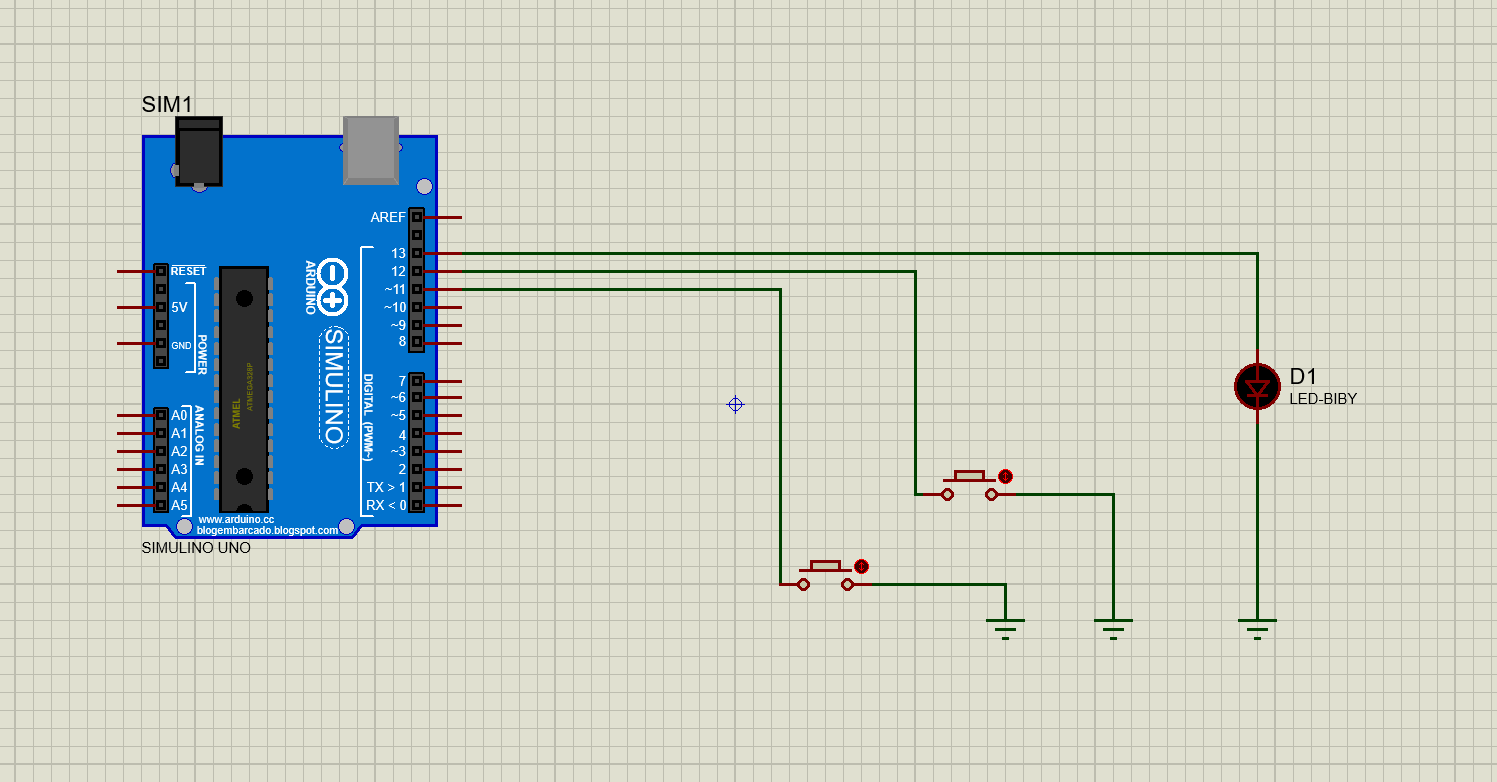 SIM1
AREF
13
12
~11
~10
~9
8
7
~6
~5
4
~3
2
TX > 1
RX < 0
RESET
5V
GND
POWER
A0
A1
A2
A3
A4
A5
ANALOG IN
ATMEL
ATMEGA328P
ARDUINO
SIMULINO
DIGITAL (PWM~)
www.arduino.cc
blogembarcado.blogspot.com
SIMULINO UNO
D1
LED-BIBY